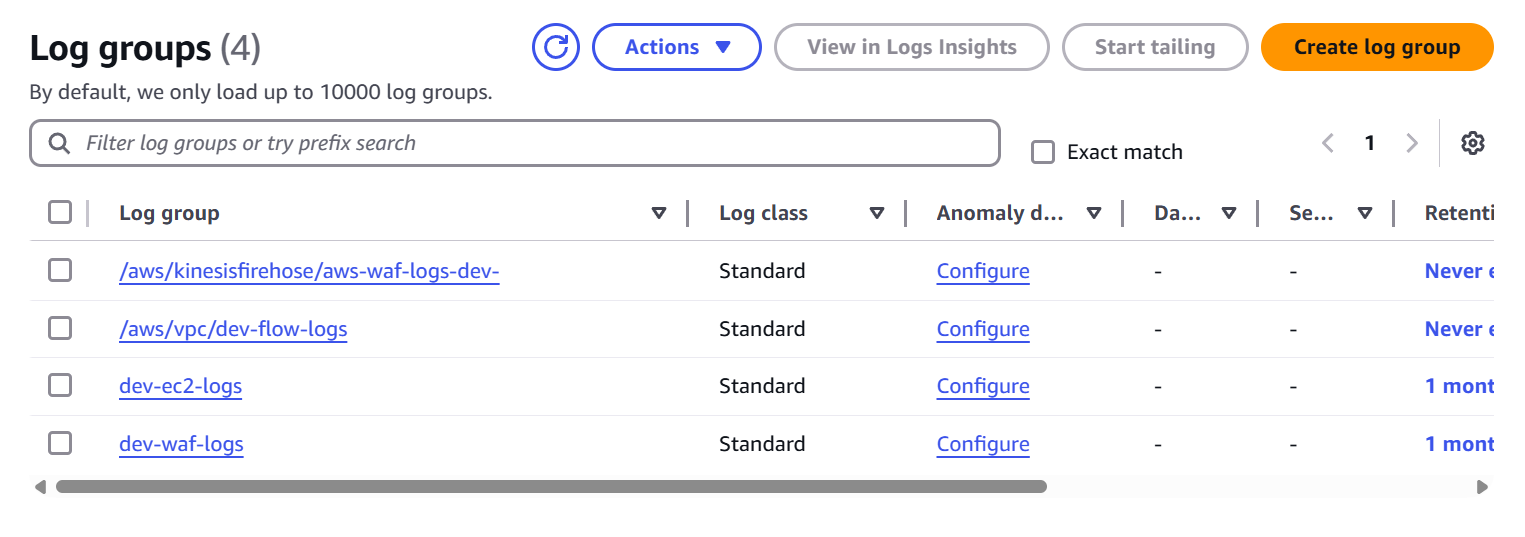 Log groups (4)
Actions
View in Logs Insights
Start tailing
Create log group
By default, we only load up to 10000 log groups.
Filter log groups or try prefix search
Exact match
1
Log group Log class Anomaly d... Da... Se... Retenti
/aws/kinesisfirehose/aws-waf-logs-dev- Standard Configure - - Never e
/aws/vpc/dev-flow-logs Standard Configure - - Never e
dev-ec2-logs Standard Configure - - 1 mont
dev-waf-logs Standard Configure - - 1 mont